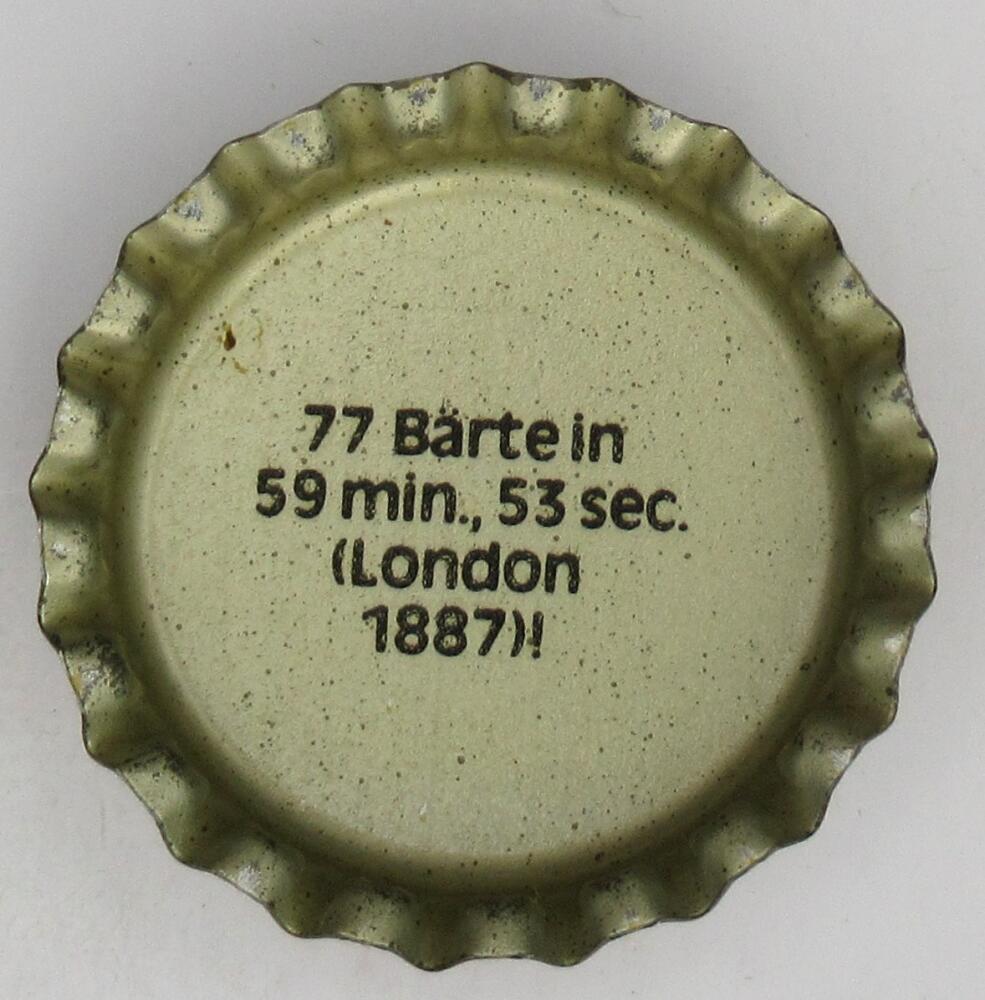 77 Bärte in
59 min., 53 sec.
(London
1887)!